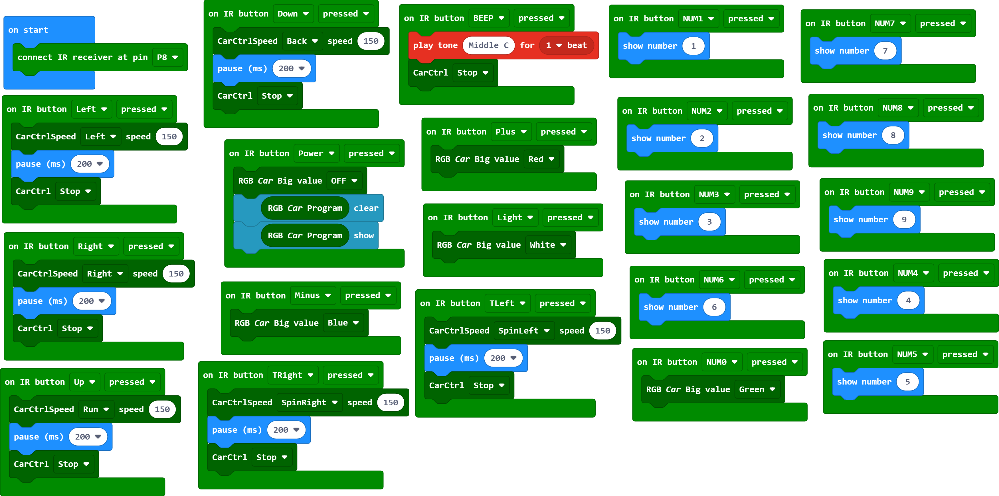 on start
connect IR receiver at pin P8
on IR button Left pressed
CarCtrlSpeed Left speed 150
pause (ms) 200
CarCtrl Stop
on IR button Right pressed
CarCtrlSpeed Right speed 150
pause (ms) 200
CarCtrl Stop
on IR button Up pressed
CarCtrlSpeed Run speed 150
pause (ms) 200
CarCtrl Stop
on IR button Down pressed
CarCtrlSpeed Back speed 150
pause (ms) 200
CarCtrl Stop
on IR button Power pressed
RGB Car Big value OFF
RGB Car Program clear
RGB Car Program show
on IR button Minus pressed
RGB Car Big value Blue
on IR button TRight pressed
CarCtrlSpeed SpinRight speed 150
pause (ms) 200
CarCtrl Stop
on IR button BEEP pressed
play tone Middle C for 1 beat
CarCtrl Stop
on IR button Plus pressed
RGB Car Big value Red
on IR button Light pressed
RGB Car Big value White
on IR button TLeft pressed
CarCtrlSpeed SpinLeft speed 150
pause (ms) 200
CarCtrl Stop
on IR button NUM1 pressed
show number 1
on IR button NUM2 pressed
show number 2
on IR button NUM3 pressed
show number 3
on IR button NUM6 pressed
show number 6
on IR button NUM0 pressed
RGB Car Big value Green
on IR button NUM7 pressed
show number 7
on IR button NUM8 pressed
show number 8
on IR button NUM9 pressed
show number 9
on IR button NUM4 pressed
show number 4
on IR button NUM5 pressed
show number 5